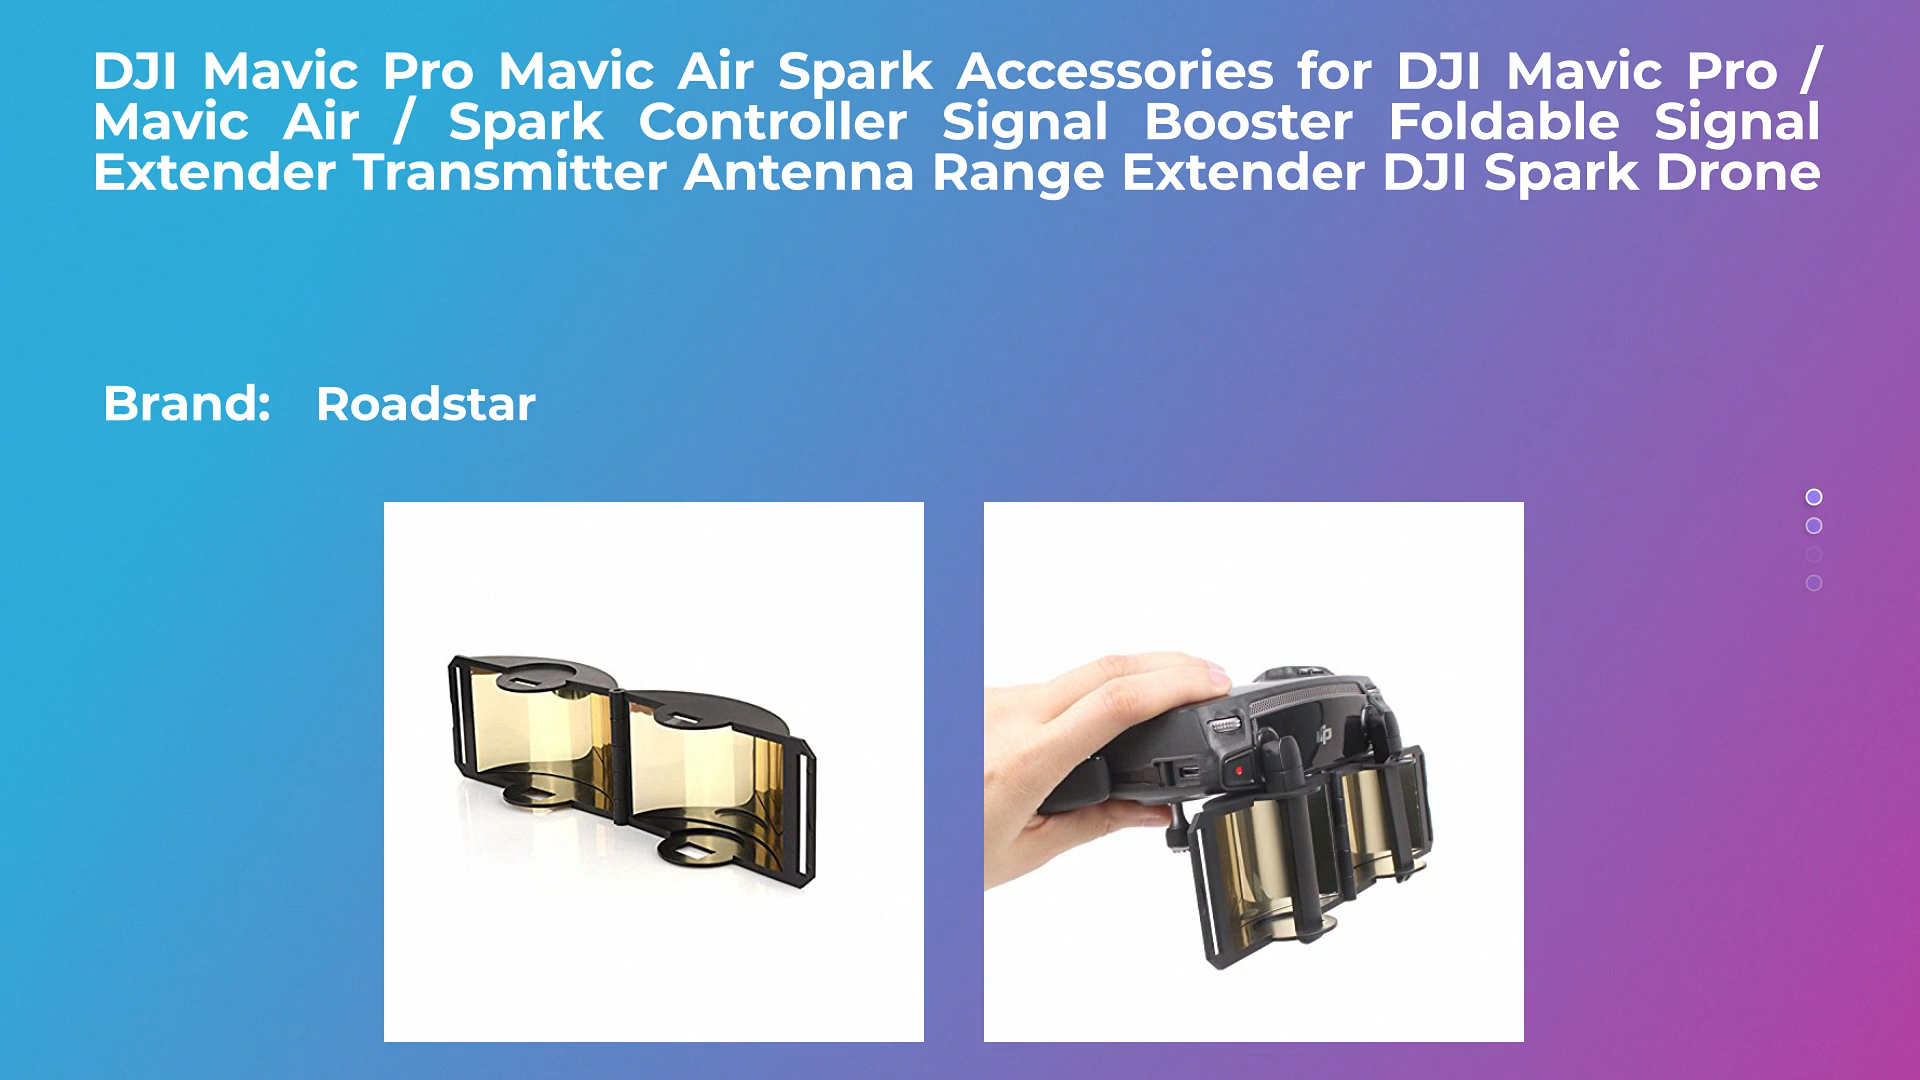 DJI Mavic Pro Mavic Air Spark Accessories for DJI Mavic Pro /
Mavic Air / Spark Controller Signal Booster Foldable Signal
Extender Transmitter Antenna Range Extender DJI Spark Drone
Brand: Roadstar